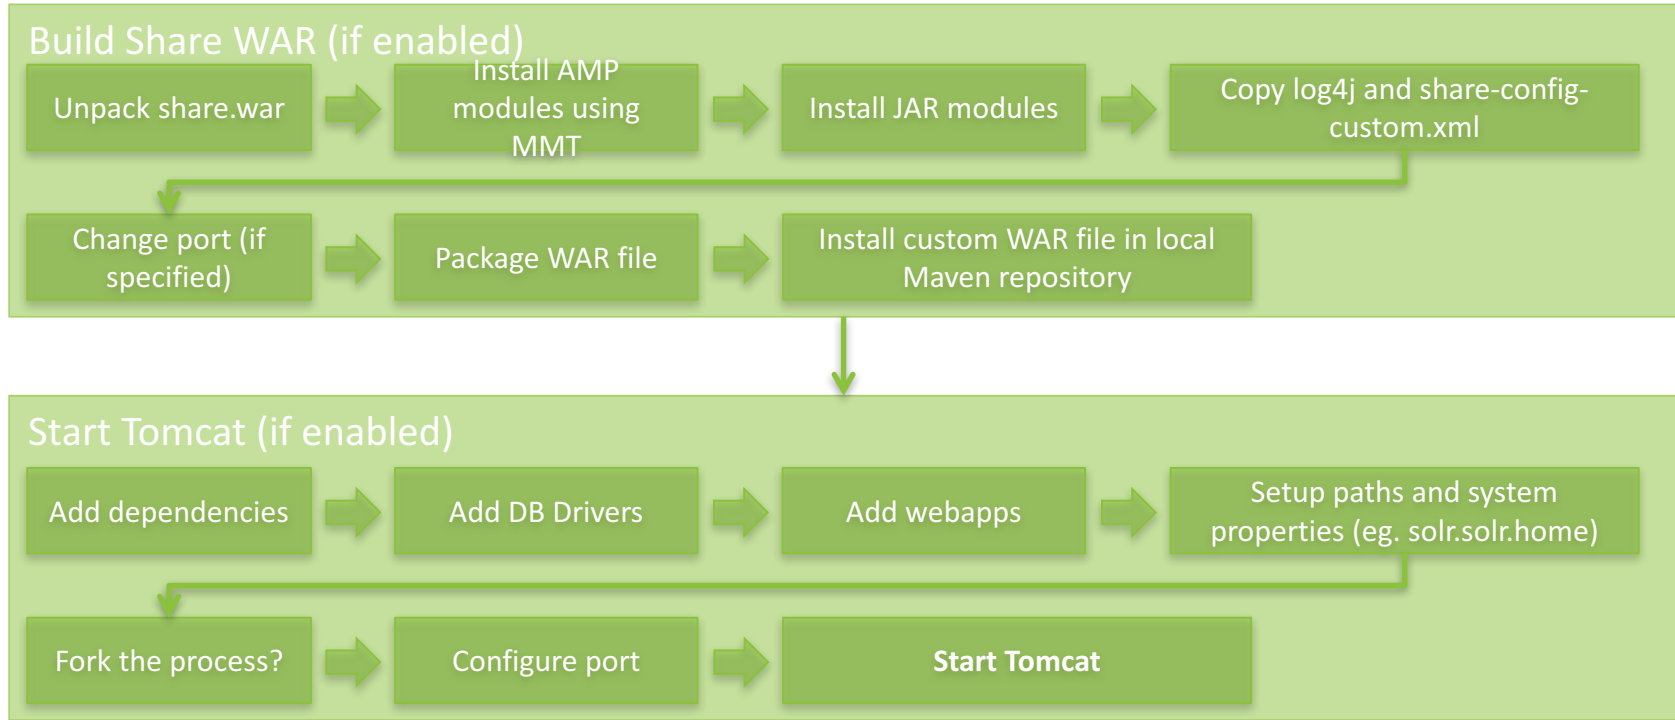 Build Share WAR (if enabled)
Unpack share.war
Install AMP
modules using
MMT
Install JAR modules
Copy log4j and share-config-
custom.xml
Change port (if
specified)
Package WAR file
Install custom WAR file in local
Maven repository
Start Tomcat (if enabled)
Add dependencies
Add DB Drivers
Add webapps
Setup paths and system
properties (eg. solr.solr.home)
Fork the process?
Configure port
Start Tomcat